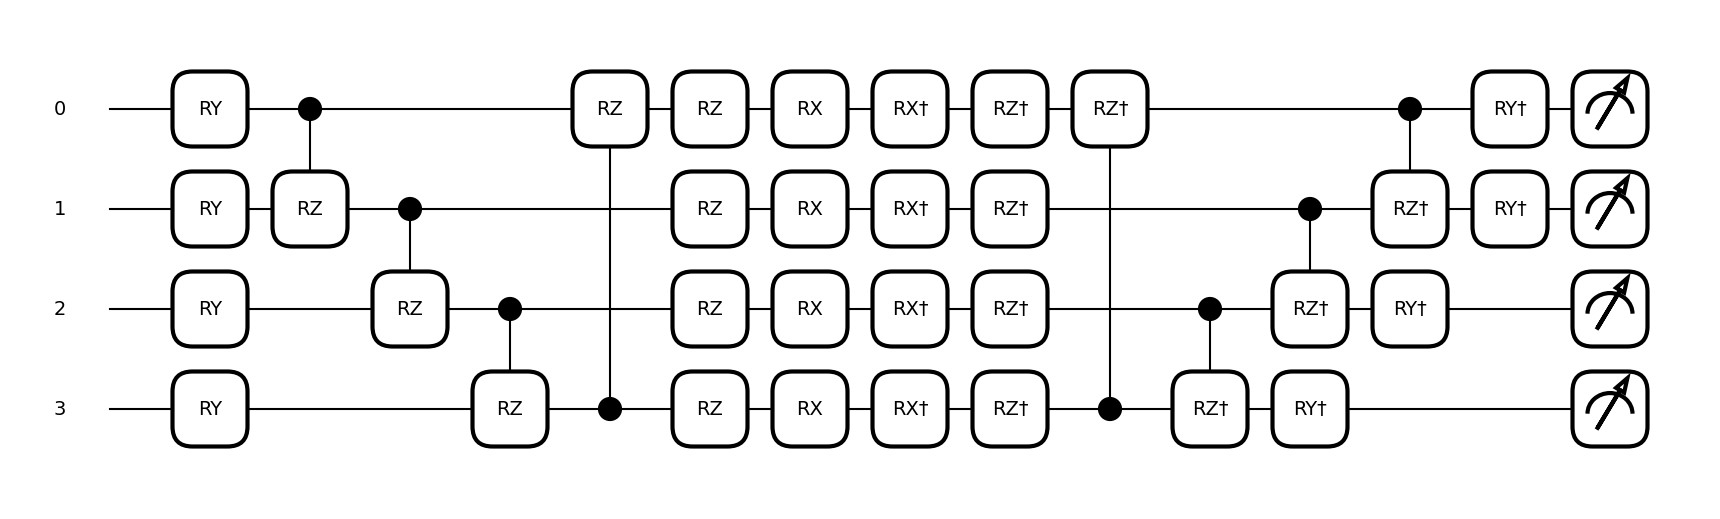 0 RY RZ RZ RX RX† RZ† RZ† RY†
1 RY RZ RZ RX RX† RZ† RZ† RY†
2 RY RZ RZ RX RX† RZ† RZ† RY†
3 RY RZ RZ RX RX† RZ† RZ† RY†